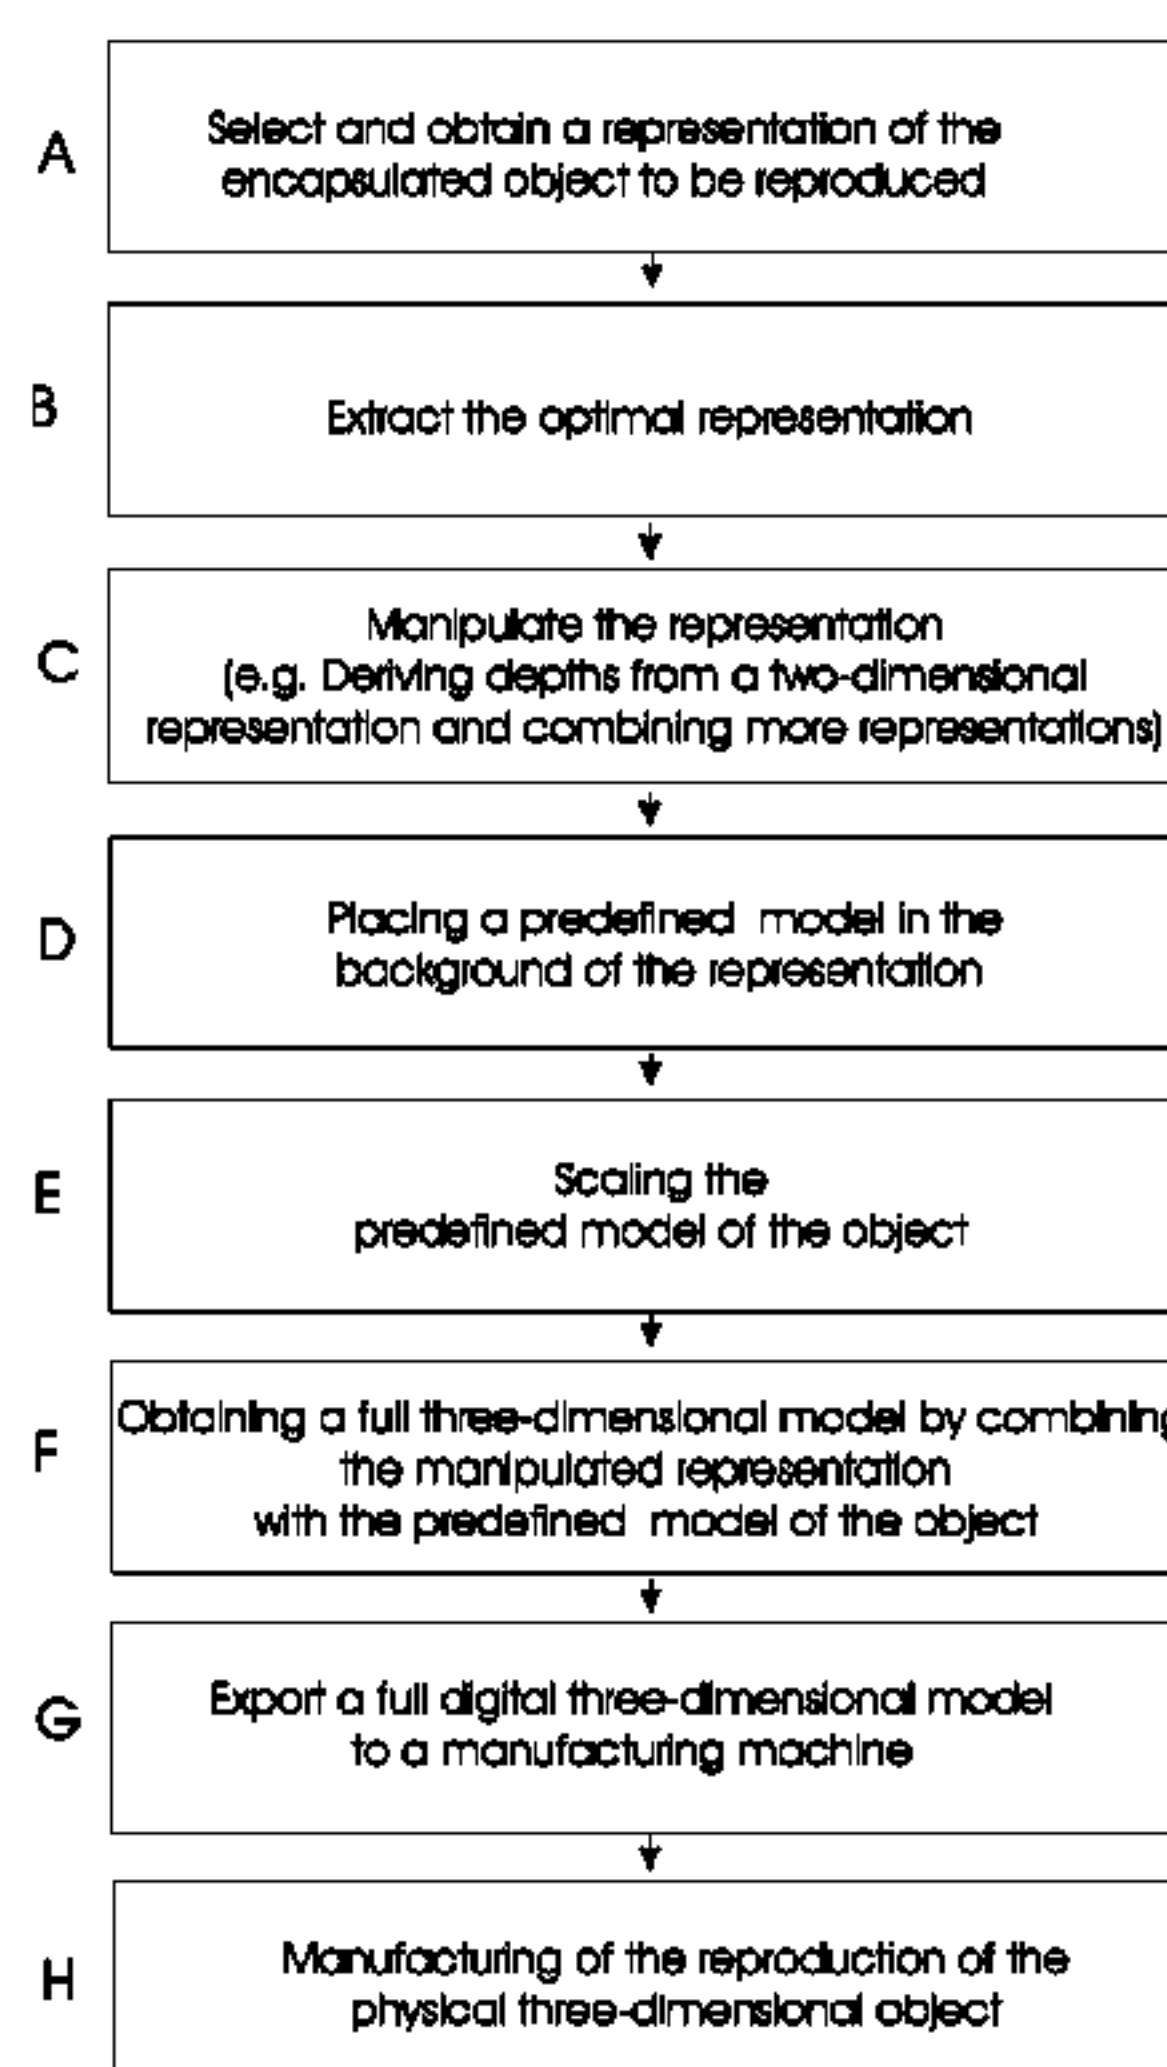 A
Select and obtain a representation of the
encapsulated object to be reproduced
B
Extract the optimal representation
C
Manipulate the representation
(e.g. Deriving depths from a two-dimensional
representation and combining more representations)
D
Placing a predefined model in the
background of the representation
E
Scaling the
predefined model of the object
F
Obtaining a full three-dimensional model by combining
the manipulated representation
with the predefined model of the object
G
Export a full digital three-dimensional model
to a manufacturing machine
H
Manufacturing of the reproduction of the
physical three-dimensional object